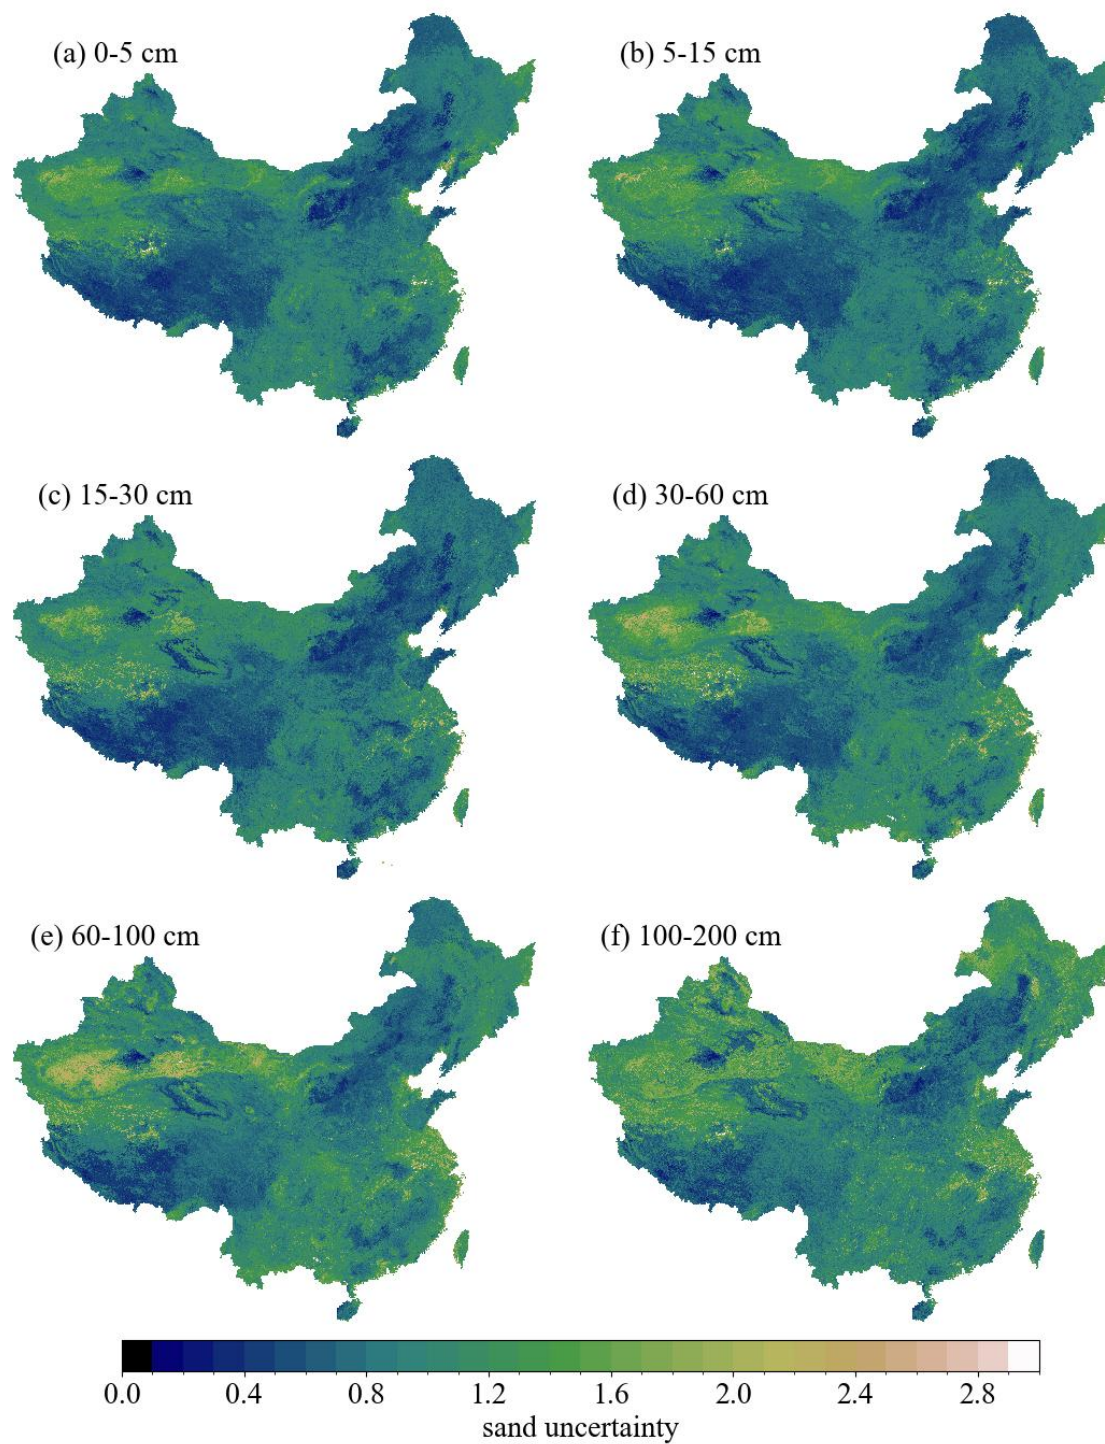 (a) 0-5 cm
(b) 5-15 cm
(c) 15-30 cm
(d) 30-60 cm
(e) 60-100 cm
(f) 100-200 cm
0.0 0.4 0.8 1.2 1.6 2.0 2.4 2.8
sand uncertainty